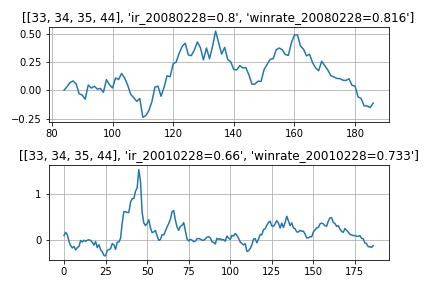 [[33, 34, 35, 44], 'ir_20080228=0.8', 'winrate_20080228=0.816']
0.50
0.25
0.00
−0.25
80 100 120 140 160 180
[[33, 34, 35, 44], 'ir_20010228=0.66', 'winrate_20010228=0.733']
1
0
0 25 50 75 100 125 150 175